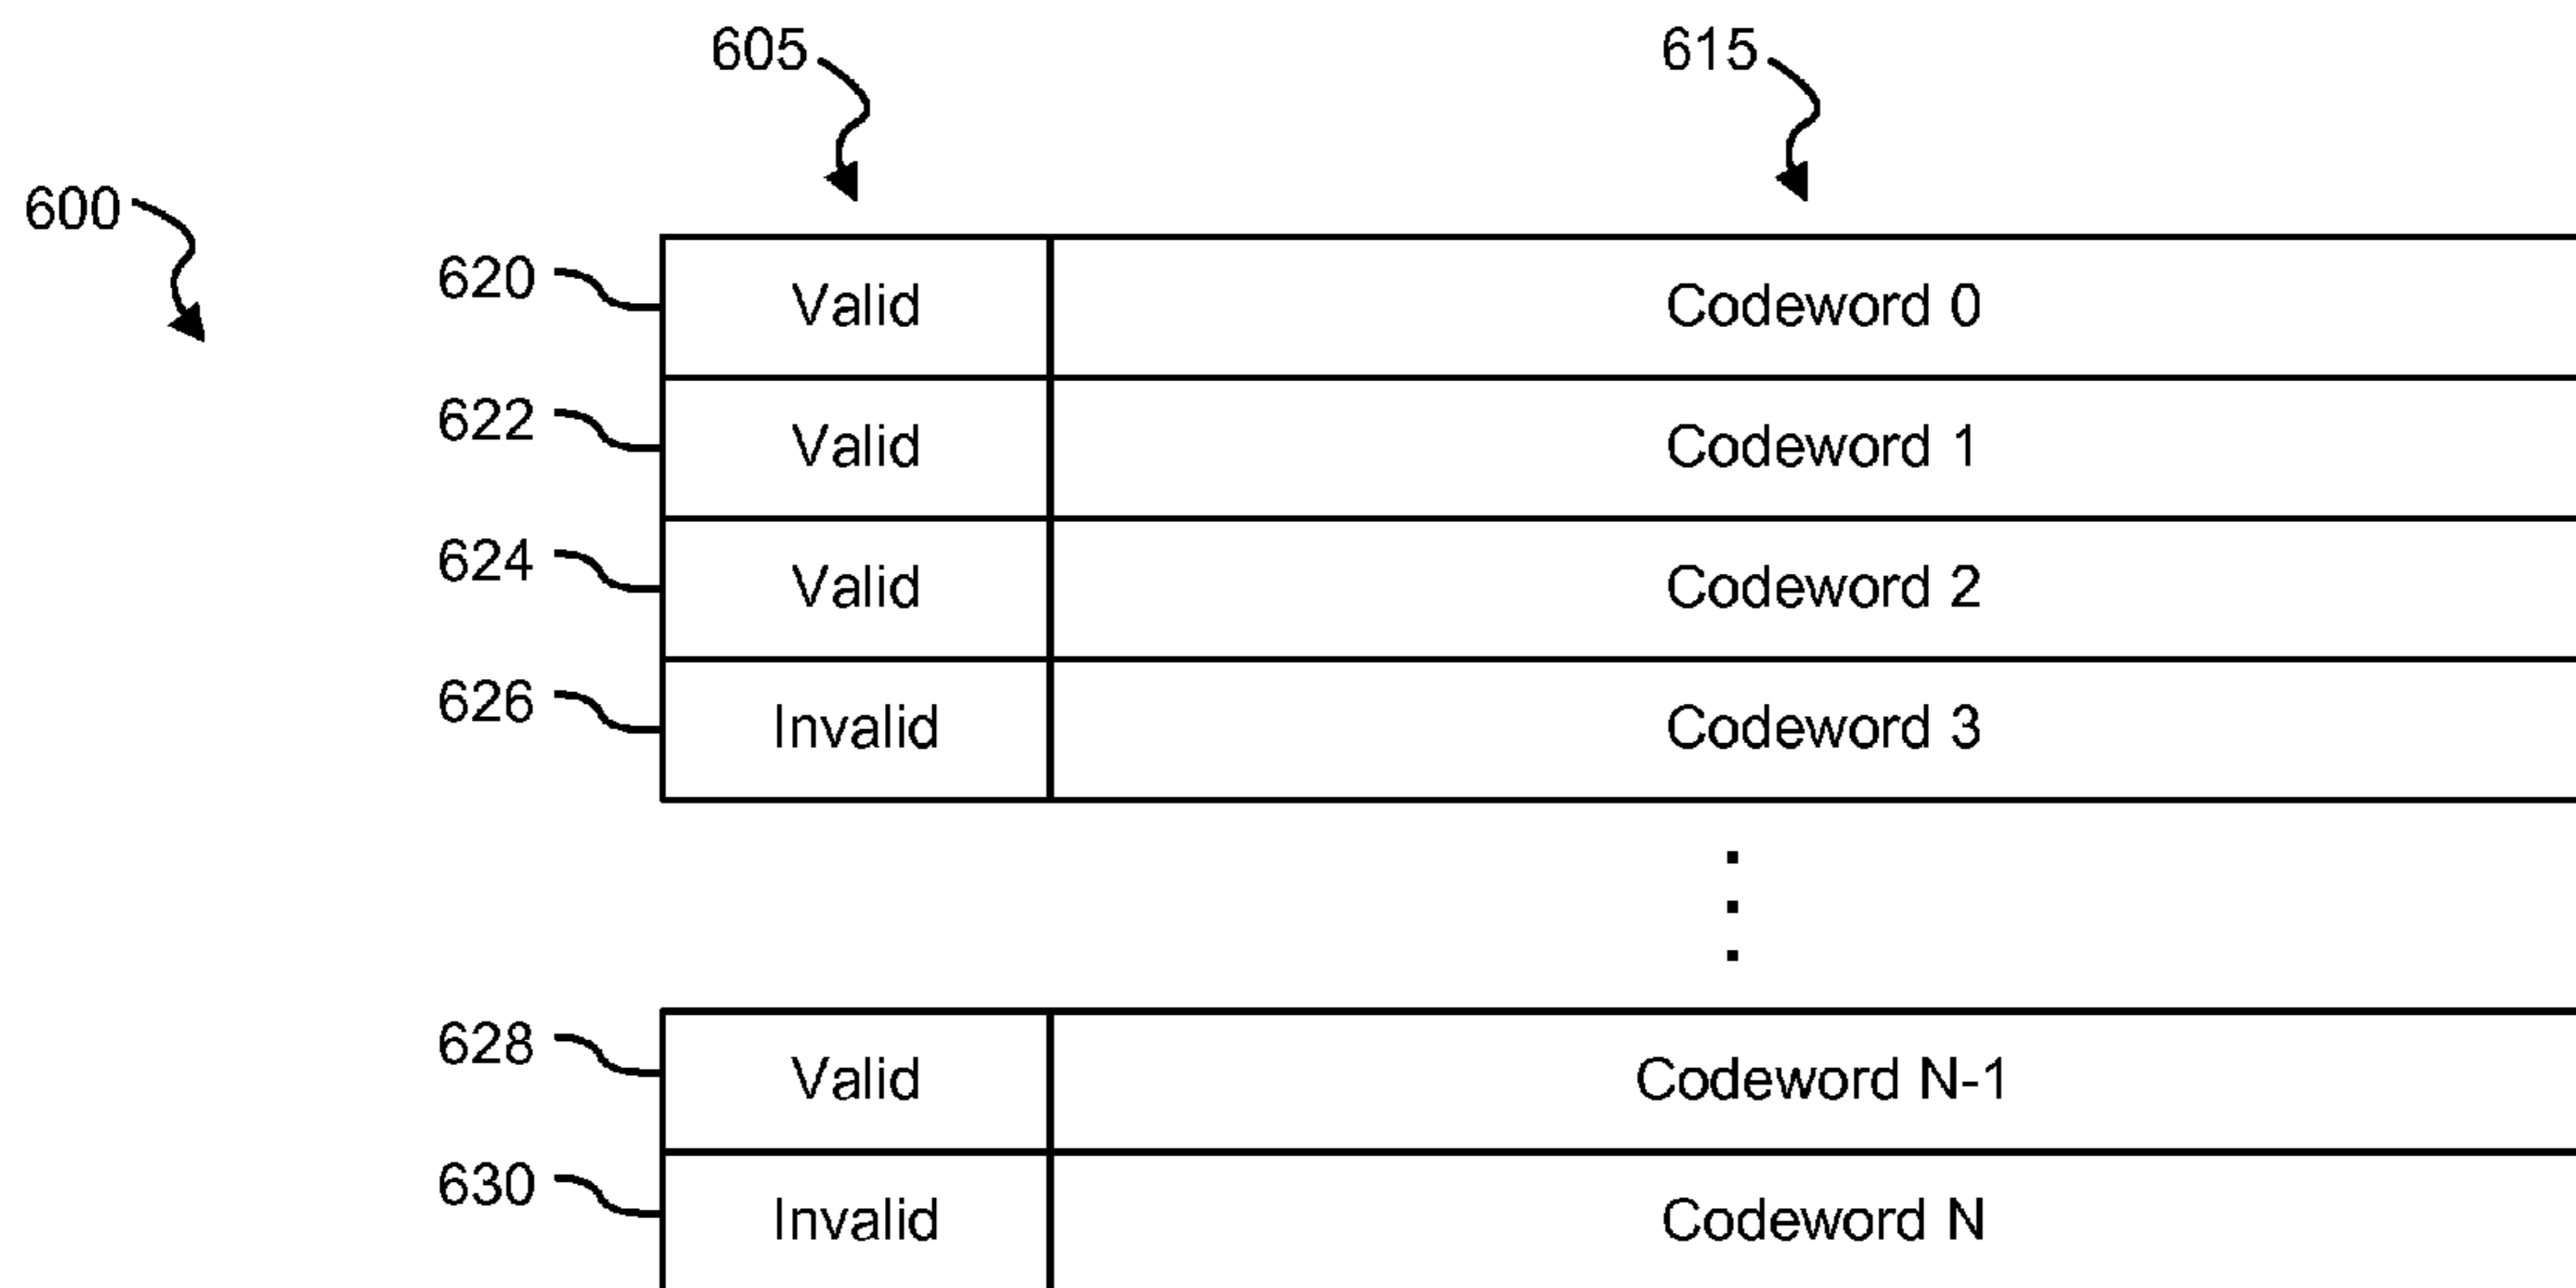 605 615
600
620 Valid Codeword 0
622 Valid Codeword 1
624 Valid Codeword 2
626 Invalid Codeword 3
628 Valid Codeword N-1
630 Invalid Codeword N